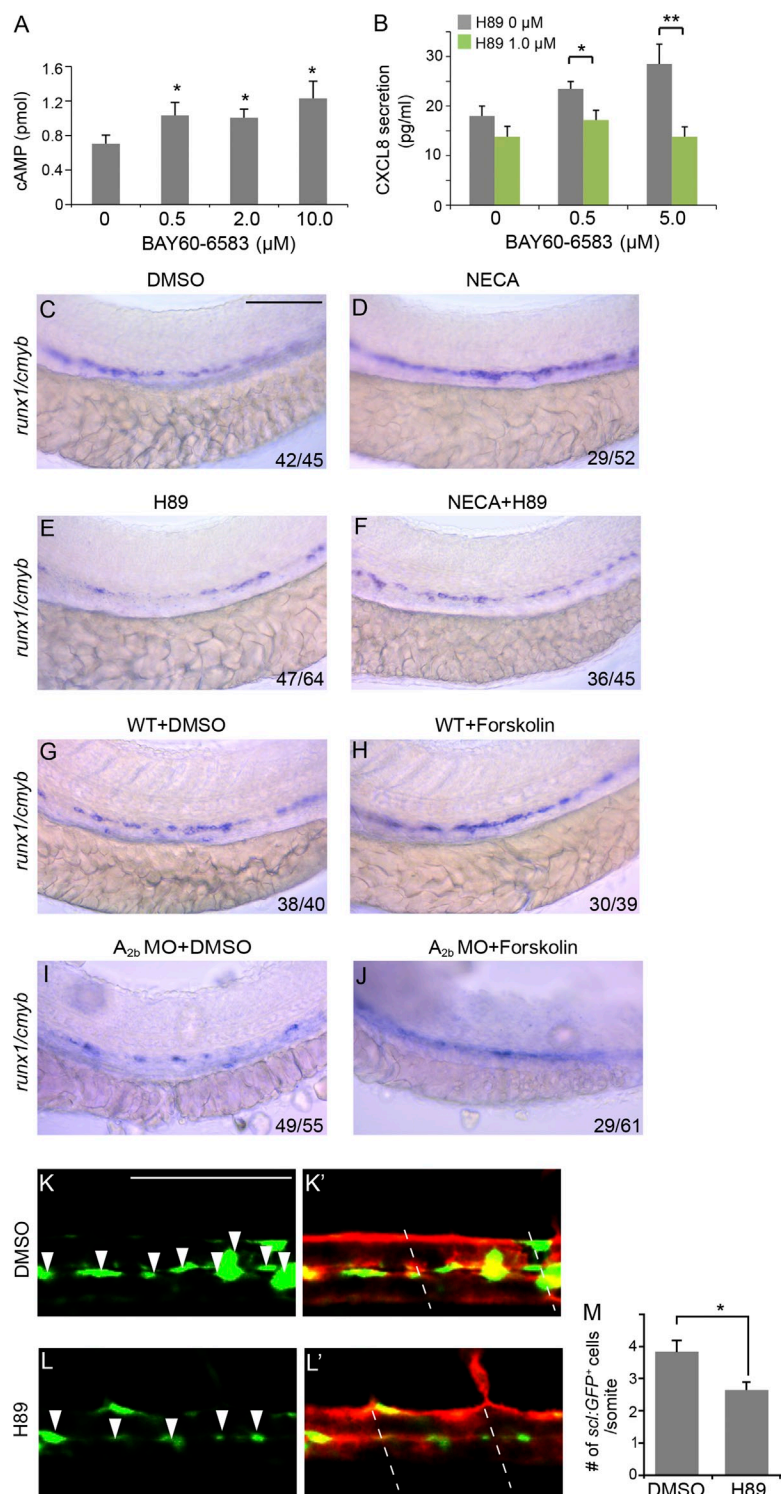 A
cAMP (pmol)
1.6
1.2
0.8
0.4
0
*
*
*
0 0.5 2.0 10.0
BAY60-6583 (µM)
B
H89 0 µM
H89 1.0 µM
CXCL8 secretion
(pg/ml)
30
20
10
0
*
**
0 0.5 5.0
BAY60-6583 (µM)
DMSO
NECA
runx1/cmyb
C
42/45
D
29/52
H89
NECA+H89
runx1/cmyb
E
47/64
F
36/45
WT+DMSO
WT+Forskolin
runx1/cmyb
G
38/40
H
30/39
A2b MO+DMSO
A2b MO+Forskolin
runx1/cmyb
I
49/55
J
29/61
DMSO
K
K'
H89
L
L'
M
# of scl:GFP+ cells
/somite
4
3
2
1
0
*
DMSO H89